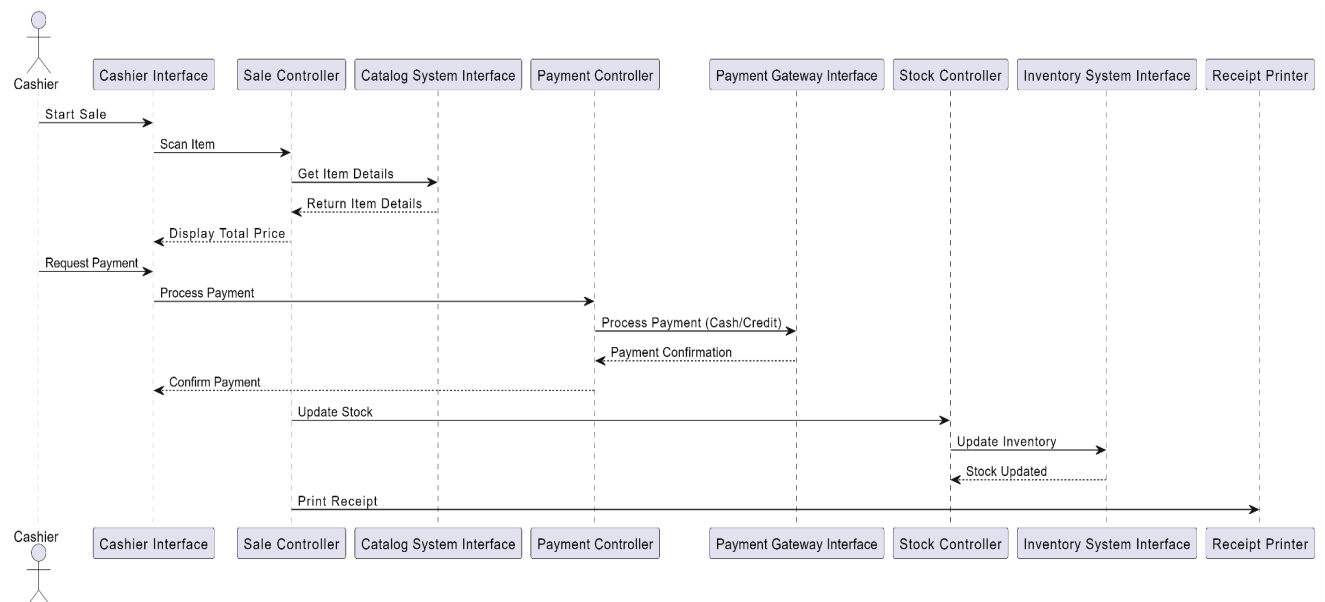 Cashier
Cashier Interface
Sale Controller
Catalog System Interface
Payment Controller
Payment Gateway Interface
Stock Controller
Inventory System Interface
Receipt Printer
Start Sale
Scan Item
Get Item Details
Return Item Details
Display Total Price
Request Payment
Process Payment
Process Payment (Cash/Credit)
Payment Confirmation
Confirm Payment
Update Stock
Update Inventory
Stock Updated
Print Receipt
Cashier
Cashier Interface
Sale Controller
Catalog System Interface
Payment Controller
Payment Gateway Interface
Stock Controller
Inventory System Interface
Receipt Printer